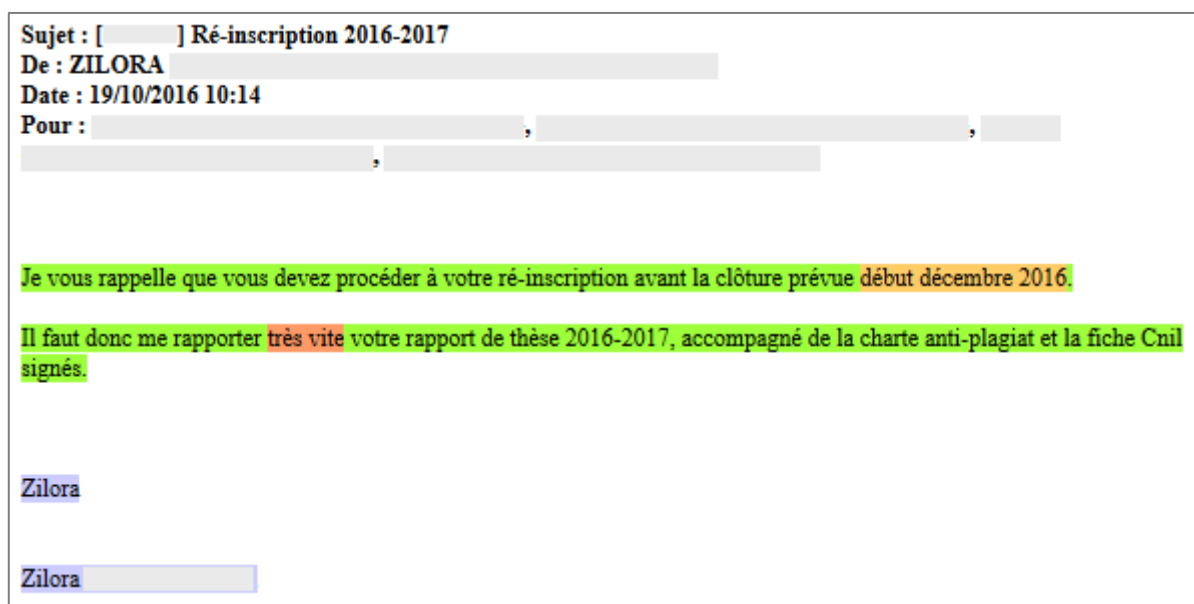 Sujet : [ ] Ré-inscription 2016-2017
De : ZILORA
Date : 19/10/2016 10:14
Pour : , ,
,
Je vous rappelle que vous devez procéder à votre ré-inscription avant la clôture prévue début décembre 2016.
Il faut donc me rapporter très vite votre rapport de thèse 2016-2017, accompagné de la charte anti-plagiat et la fiche Cnil
signés.
Zilora
Zilora